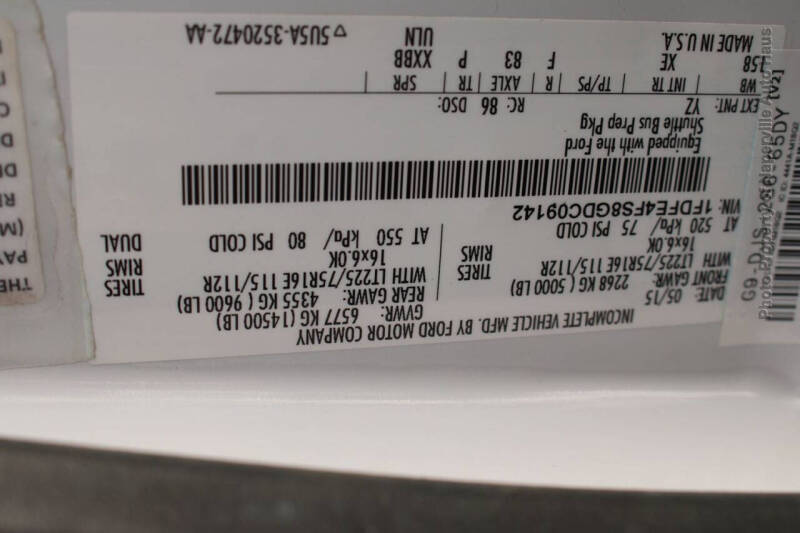 INCOMPLETE VEHICLE MFD. BY FORD MOTOR COMPANY
DATE: 05/15 GVWR: 6577 KG (14500 LB)
FRONT GAWR: 2268 KG (5000 LB) REAR GAWR: 4355 KG (9600 LB)
WITH LT225/75R16E 115/112R TIRES WITH LT225/75R16E 115/112R TIRES
16x6.0K RIMS 16x6.0K RIMS
AT 520 kPa/ 75 PSI COLD AT 550 kPa/ 80 PSI COLD DUAL
VIN: 1FDFE4FS8GDC09142
Equipped with the Ford
Shuttle Bus Prep Pkg
EXT PNT: YZ RC: 86 DSO:
WB INT TR TP/PS R AXLE TR SPR
158 XE F 83 P XXBB
MADE IN U.S.A. ULN
5U5A-3520472-AA
[V2]
THE
PAY
(M